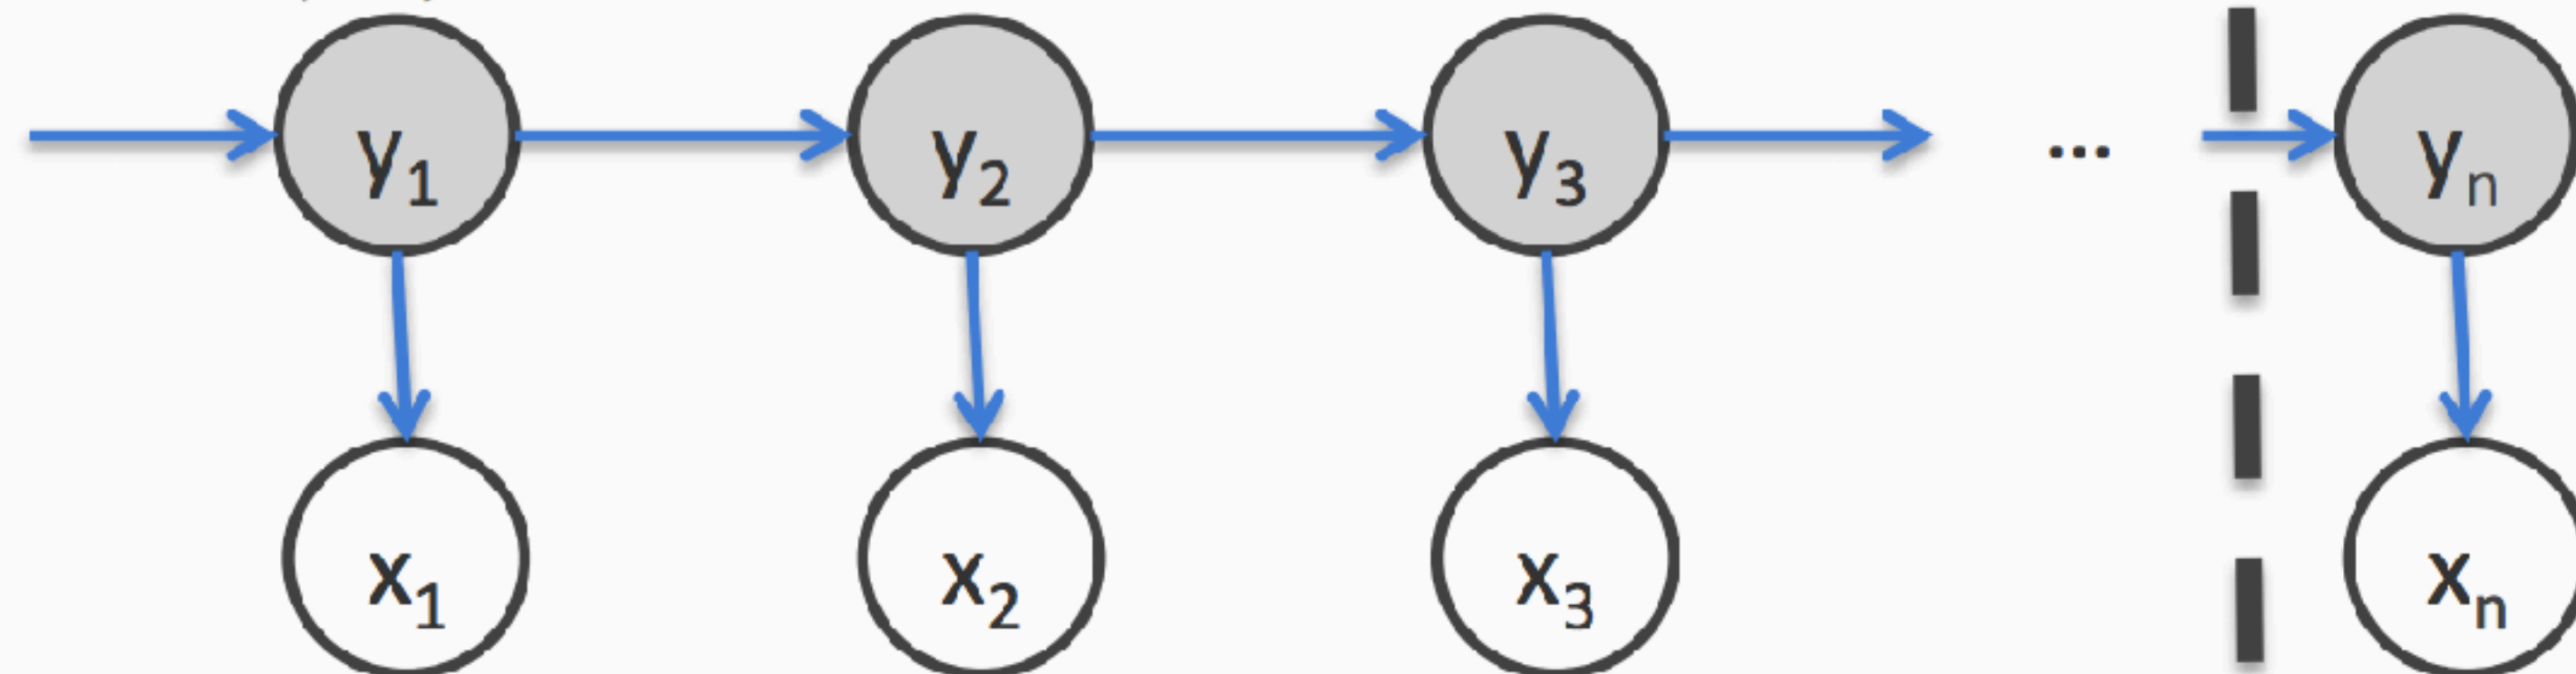 y₁ y₂ y₃ ... yₙ
x₁ x₂ x₃ xₙ